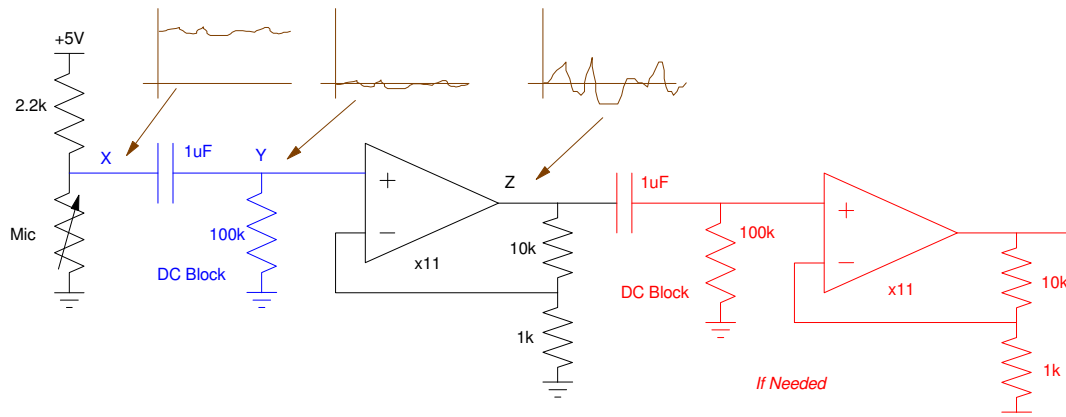 +5V
2.2k
X
1uF
Y
Mic
100k
DC Block
+
−
x11
Z
10k
1k
1uF
100k
DC Block
+
−
x11
10k
1k
If Needed